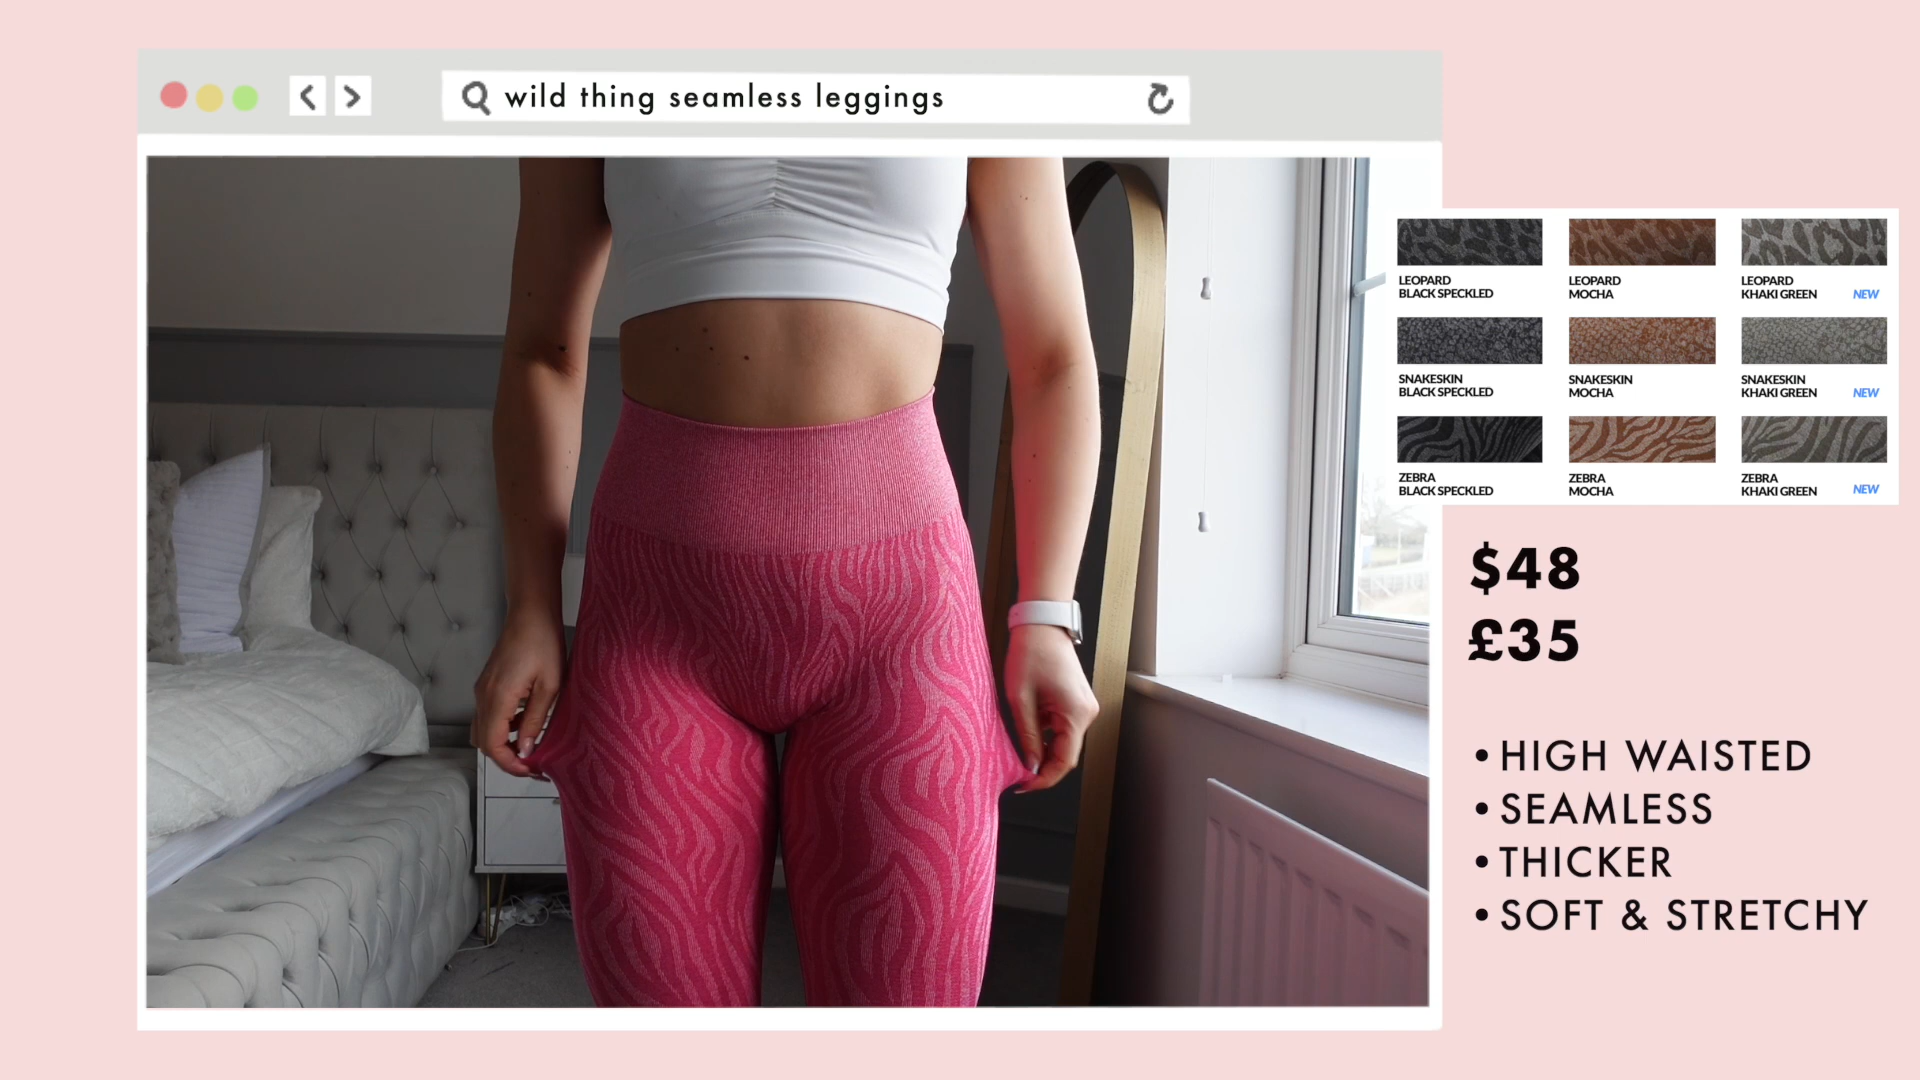 wild thing seamless leggings
LEOPARD
BLACK SPECKLED
LEOPARD
MOCHA
LEOPARD
KHAKI GREEN NEW
SNAKESKIN
BLACK SPECKLED
SNAKESKIN
MOCHA
SNAKESKIN
KHAKI GREEN NEW
ZEBRA
BLACK SPECKLED
ZEBRA
MOCHA
ZEBRA
KHAKI GREEN NEW
$48
£35
• HIGH WAISTED
• SEAMLESS
• THICKER
• SOFT & STRETCHY